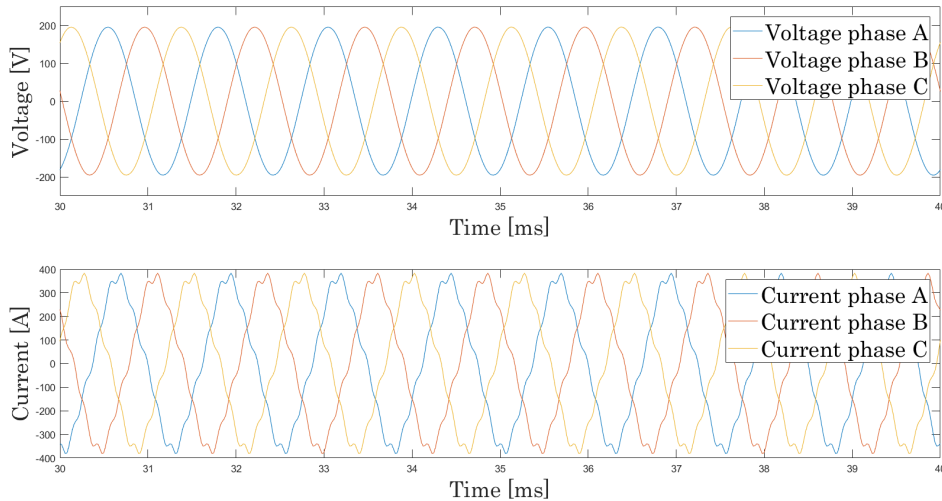 Voltage [V]
200
100
0
-100
-200
Voltage phase A
Voltage phase B
Voltage phase C
30 31 32 33 34 35 36 37 38 39 40
Time [ms]
Current [A]
400
300
200
100
0
-100
-200
-300
-400
Current phase A
Current phase B
Current phase C
30 31 32 33 34 35 36 37 38 39 40
Time [ms]